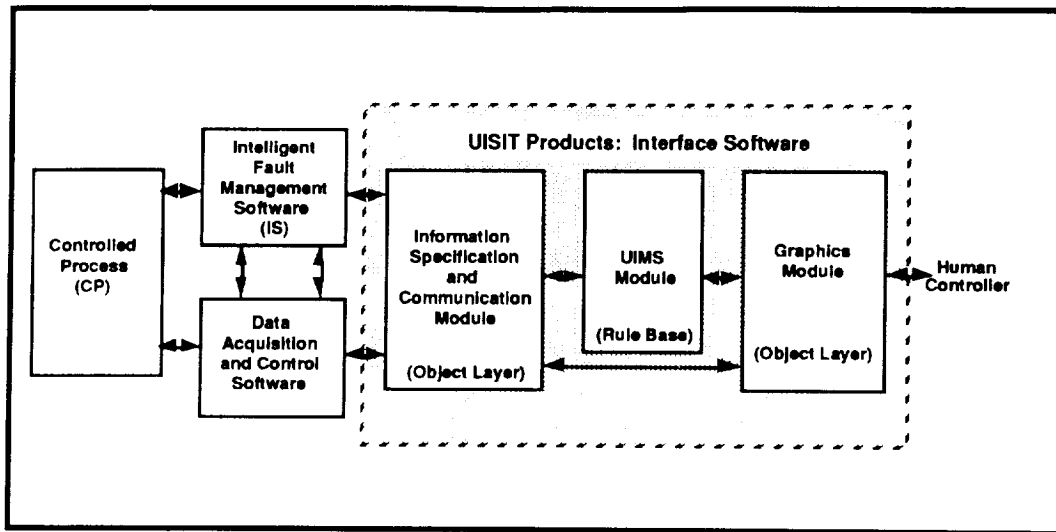 UISIT Products: Interface Software
Intelligent
Fault
Management
Software
(IS)
Controlled
Process
(CP)
Data
Acquisition
and Control
Software
Information
Specification
and
Communication
Module
(Object Layer)
UIMS
Module
(Rule Base)
Graphics
Module
(Object Layer)
Human
Controller